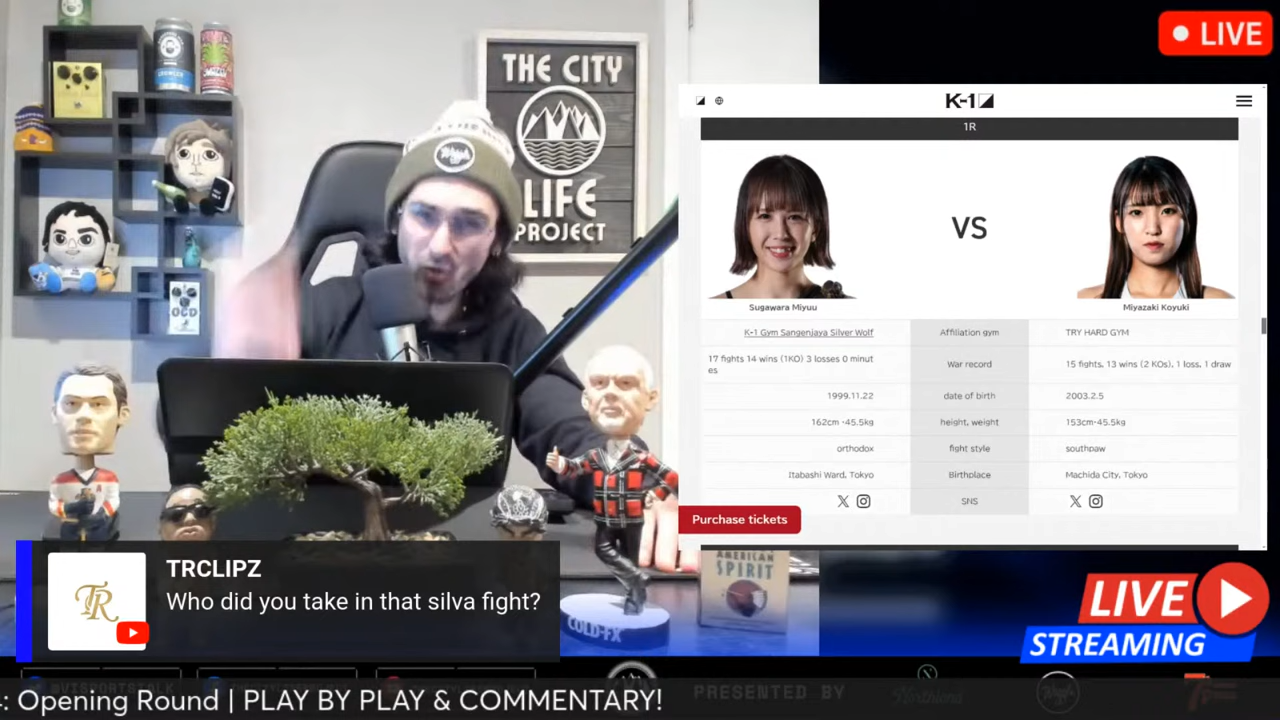 LIVE
THE CITY
LIFE
PROJECT
K-1
1R
VS
Sugawara Miyuu
Miyazaki Koyuki
K-1 Gym Sangenjaya Silver Wolf
Affiliation gym
TRY HARD GYM
17 fights 14 wins (1KO) 3 losses 0 minut
es
War record
15 fights, 13 wins (2 KOs), 1 loss, 1 draw
1999.11.22
date of birth
2003.2.5
162cm -45.5kg
height, weight
153cm-45.5kg
orthodox
fight style
southpaw
Itabashi Ward, Tokyo
Birthplace
Machida City, Tokyo
SNS
Purchase tickets
OCD
AMERICAN
SPIRIT
COLD-FX
TR
TRCLIPZ
Who did you take in that silva fight?
LIVE
STREAMING
PRESENTED BY
Northland
: Opening Round | PLAY BY PLAY & COMMENTARY!